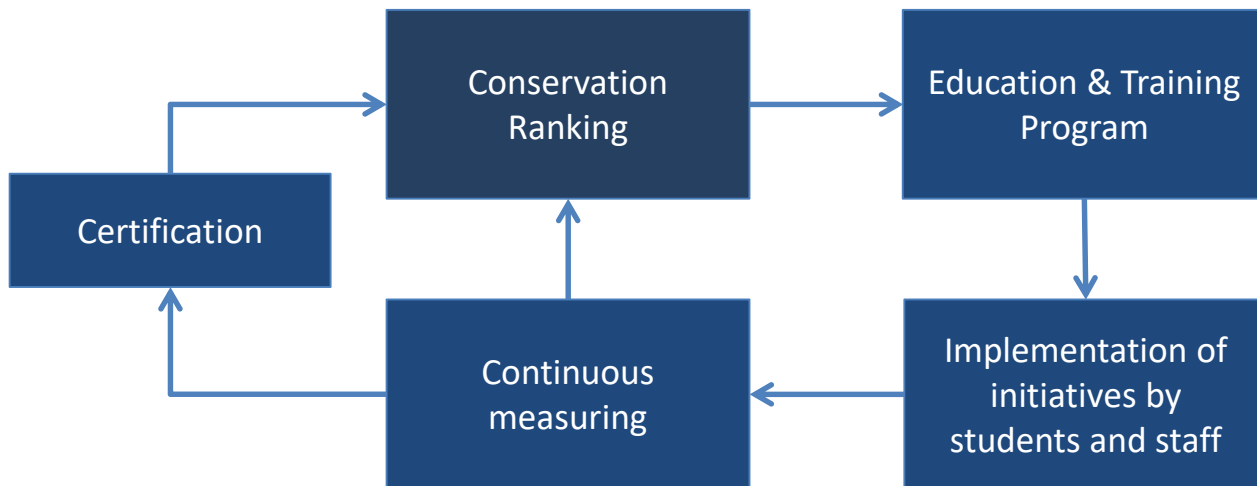 Conservation
Ranking
Education & Training
Program
Certification
Continuous
measuring
Implementation of
initiatives by
students and staff